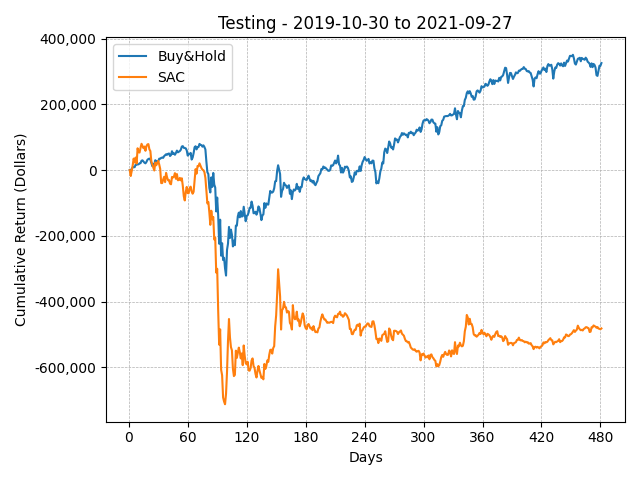 Testing - 2019-10-30 to 2021-09-27
Cumulative Return (Dollars)
400,000
200,000
0
-200,000
-400,000
-600,000
Buy&Hold
SAC
0 60 120 180 240 300 360 420 480
Days